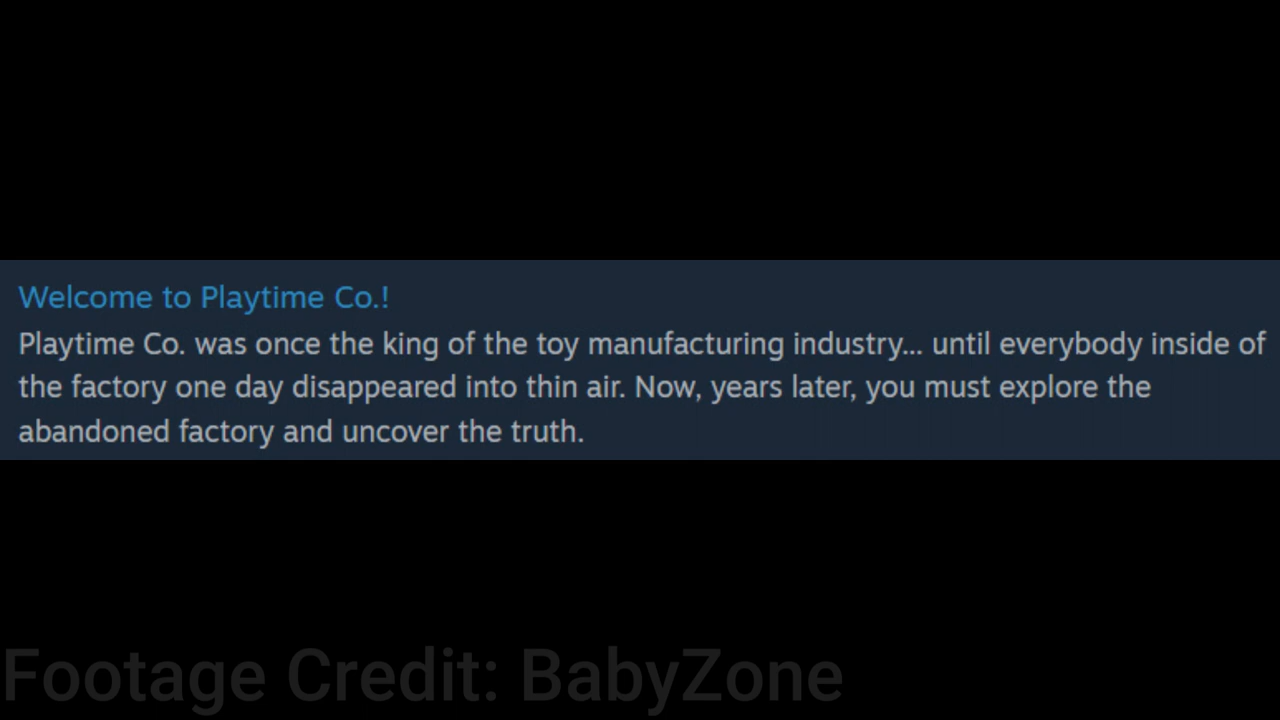 Welcome to Playtime Co.!
Playtime Co. was once the king of the toy manufacturing industry... until everybody inside of
the factory one day disappeared into thin air. Now, years later, you must explore the
abandoned factory and uncover the truth.
Footage Credit: BabyZone